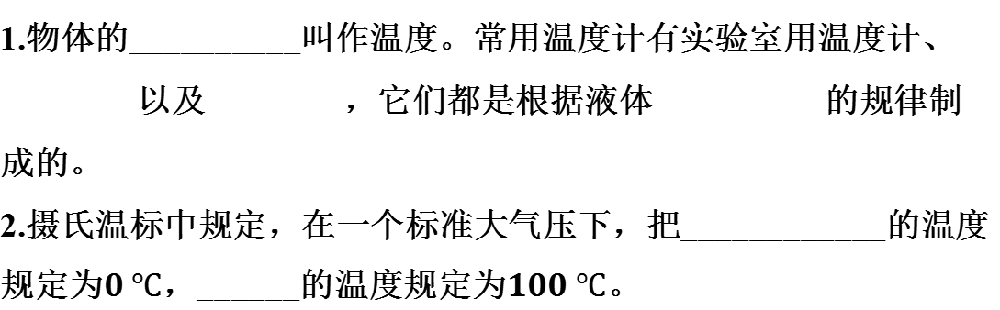 1.物体的__________叫作温度。常用温度计有实验室用温度计、
________以及________，它们都是根据液体__________的规律制
成的。
2.摄氏温标中规定，在一个标准大气压下，把____________的温度
规定为0 ℃，______的温度规定为100 ℃。